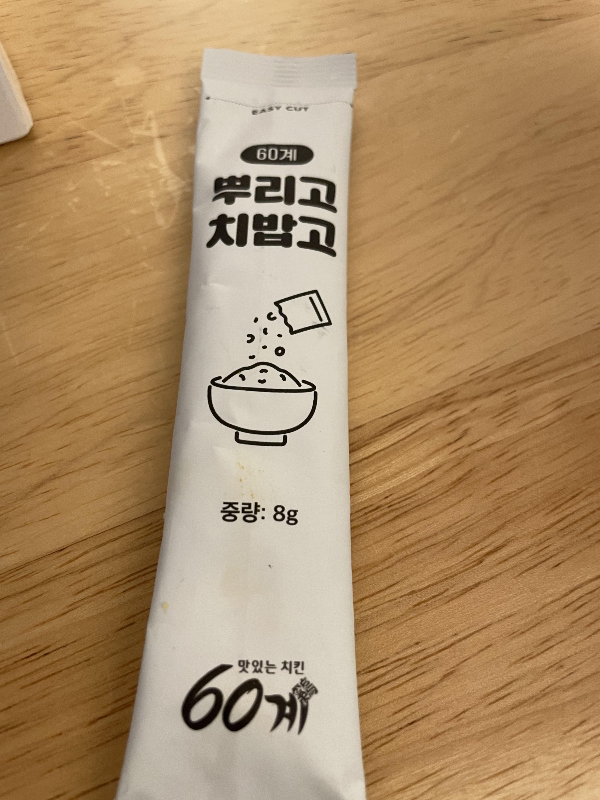 EASY CUT
60계
뿌리고
치밥고
중량: 8g
맛있는 치킨
60계